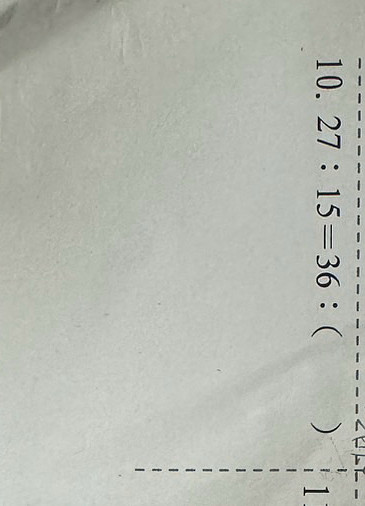 10. 27 : 15=36 : (  )